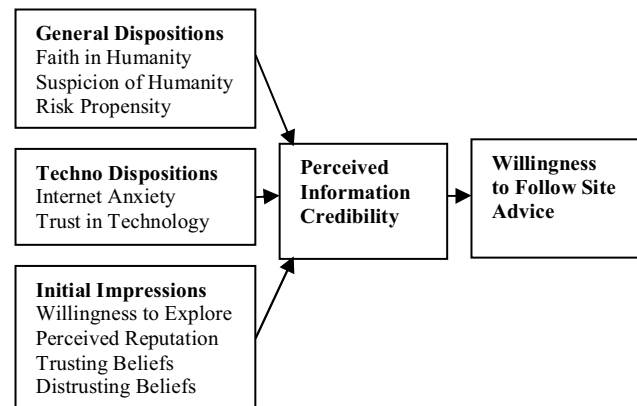 General Dispositions
Faith in Humanity
Suspicion of Humanity
Risk Propensity
Techno Dispositions
Internet Anxiety
Trust in Technology
Initial Impressions
Willingness to Explore
Perceived Reputation
Trusting Beliefs
Distrusting Beliefs
Perceived
Information
Credibility
Willingness
to Follow Site
Advice